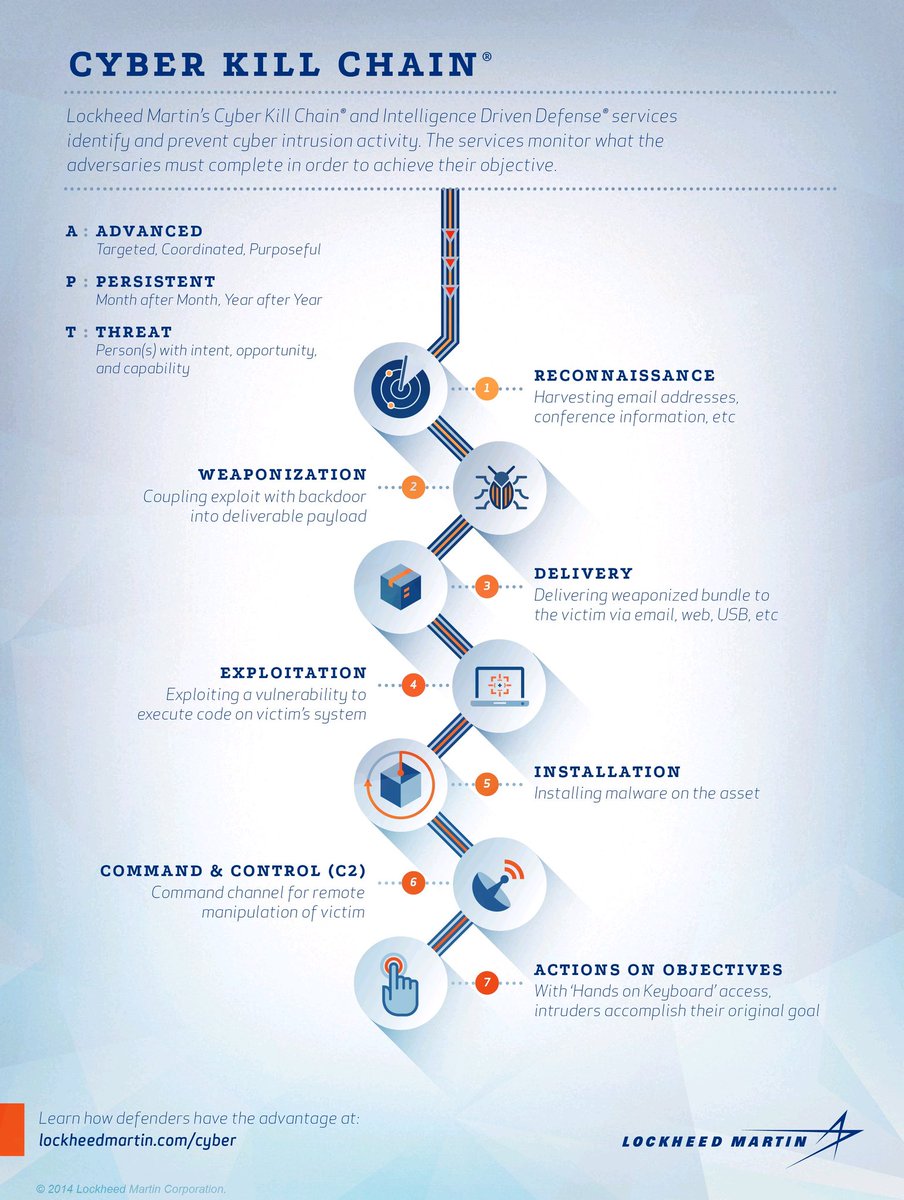 CYBER KILL CHAIN®
Lockheed Martin's Cyber Kill Chain® and Intelligence Driven Defense® services
identify and prevent cyber intrusion activity. The services monitor what the
adversaries must complete in order to achieve their objective.
A : ADVANCED
Targeted, Coordinated, Purposeful
P : PERSISTENT
Month after Month, Year after Year
T : THREAT
Person(s) with intent, opportunity,
and capability
1
RECONNAISSANCE
Harvesting email addresses,
conference information, etc
WEAPONIZATION
Coupling exploit with backdoor
into deliverable payload
2
3
DELIVERY
Delivering weaponized bundle to
the victim via email, web, USB, etc
EXPLOITATION
Exploiting a vulnerability to
execute code on victim's system
4
5
INSTALLATION
Installing malware on the asset
COMMAND & CONTROL (C2)
Command channel for remote
manipulation of victim
6
7
ACTIONS ON OBJECTIVES
With 'Hands on Keyboard' access,
intruders accomplish their original goal
Learn how defenders have the advantage at:
lockheedmartin.com/cyber
LOCKHEED MARTIN
© 2014 Lockheed Martin Corporation.